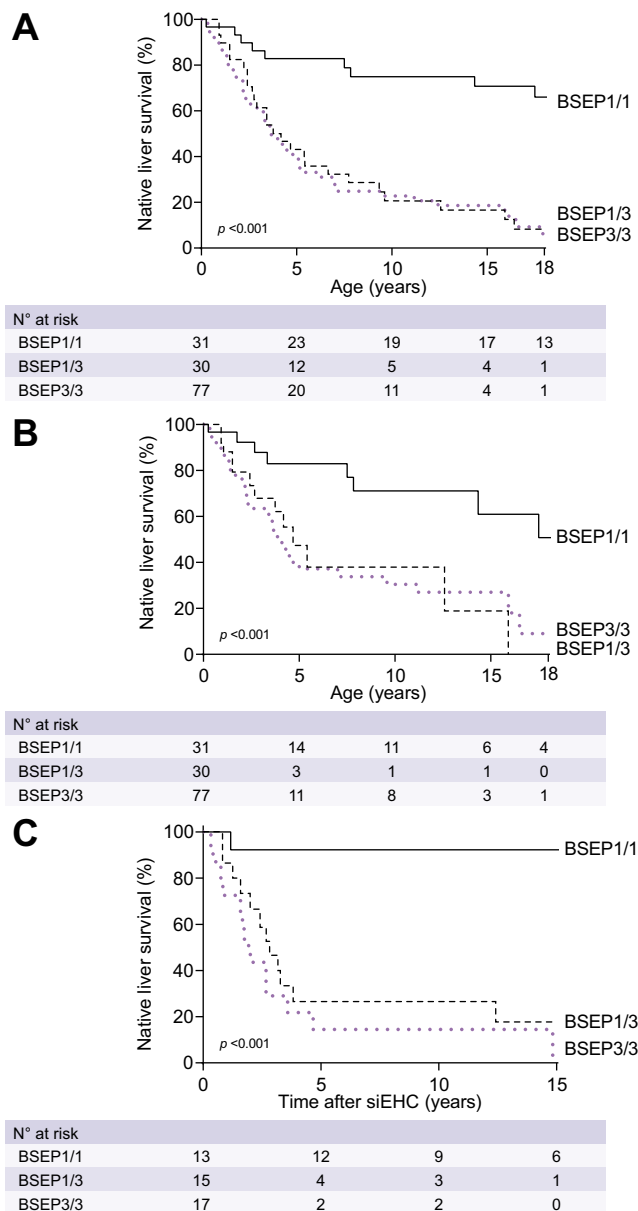 A
Native liver survival (%)
100
80
60
40
20
0
BSEP1/1
BSEP1/3
BSEP3/3
p <0.001
0 5 10 15 18
Age (years)
N° at risk
BSEP1/1 31 23 19 17 13
BSEP1/3 30 12 5 4 1
BSEP3/3 77 20 11 4 1
B
Native liver survival (%)
100
80
60
40
20
0
BSEP1/1
BSEP3/3
BSEP1/3
p <0.001
0 5 10 15 18
Age (years)
N° at risk
BSEP1/1 31 14 11 6 4
BSEP1/3 30 3 1 1 0
BSEP3/3 77 11 8 3 1
C
Native liver survival (%)
100
80
60
40
20
0
BSEP1/1
BSEP1/3
BSEP3/3
p <0.001
0 5 10 15
Time after siEHC (years)
N° at risk
BSEP1/1 13 12 9 6
BSEP1/3 15 4 3 1
BSEP3/3 17 2 2 0